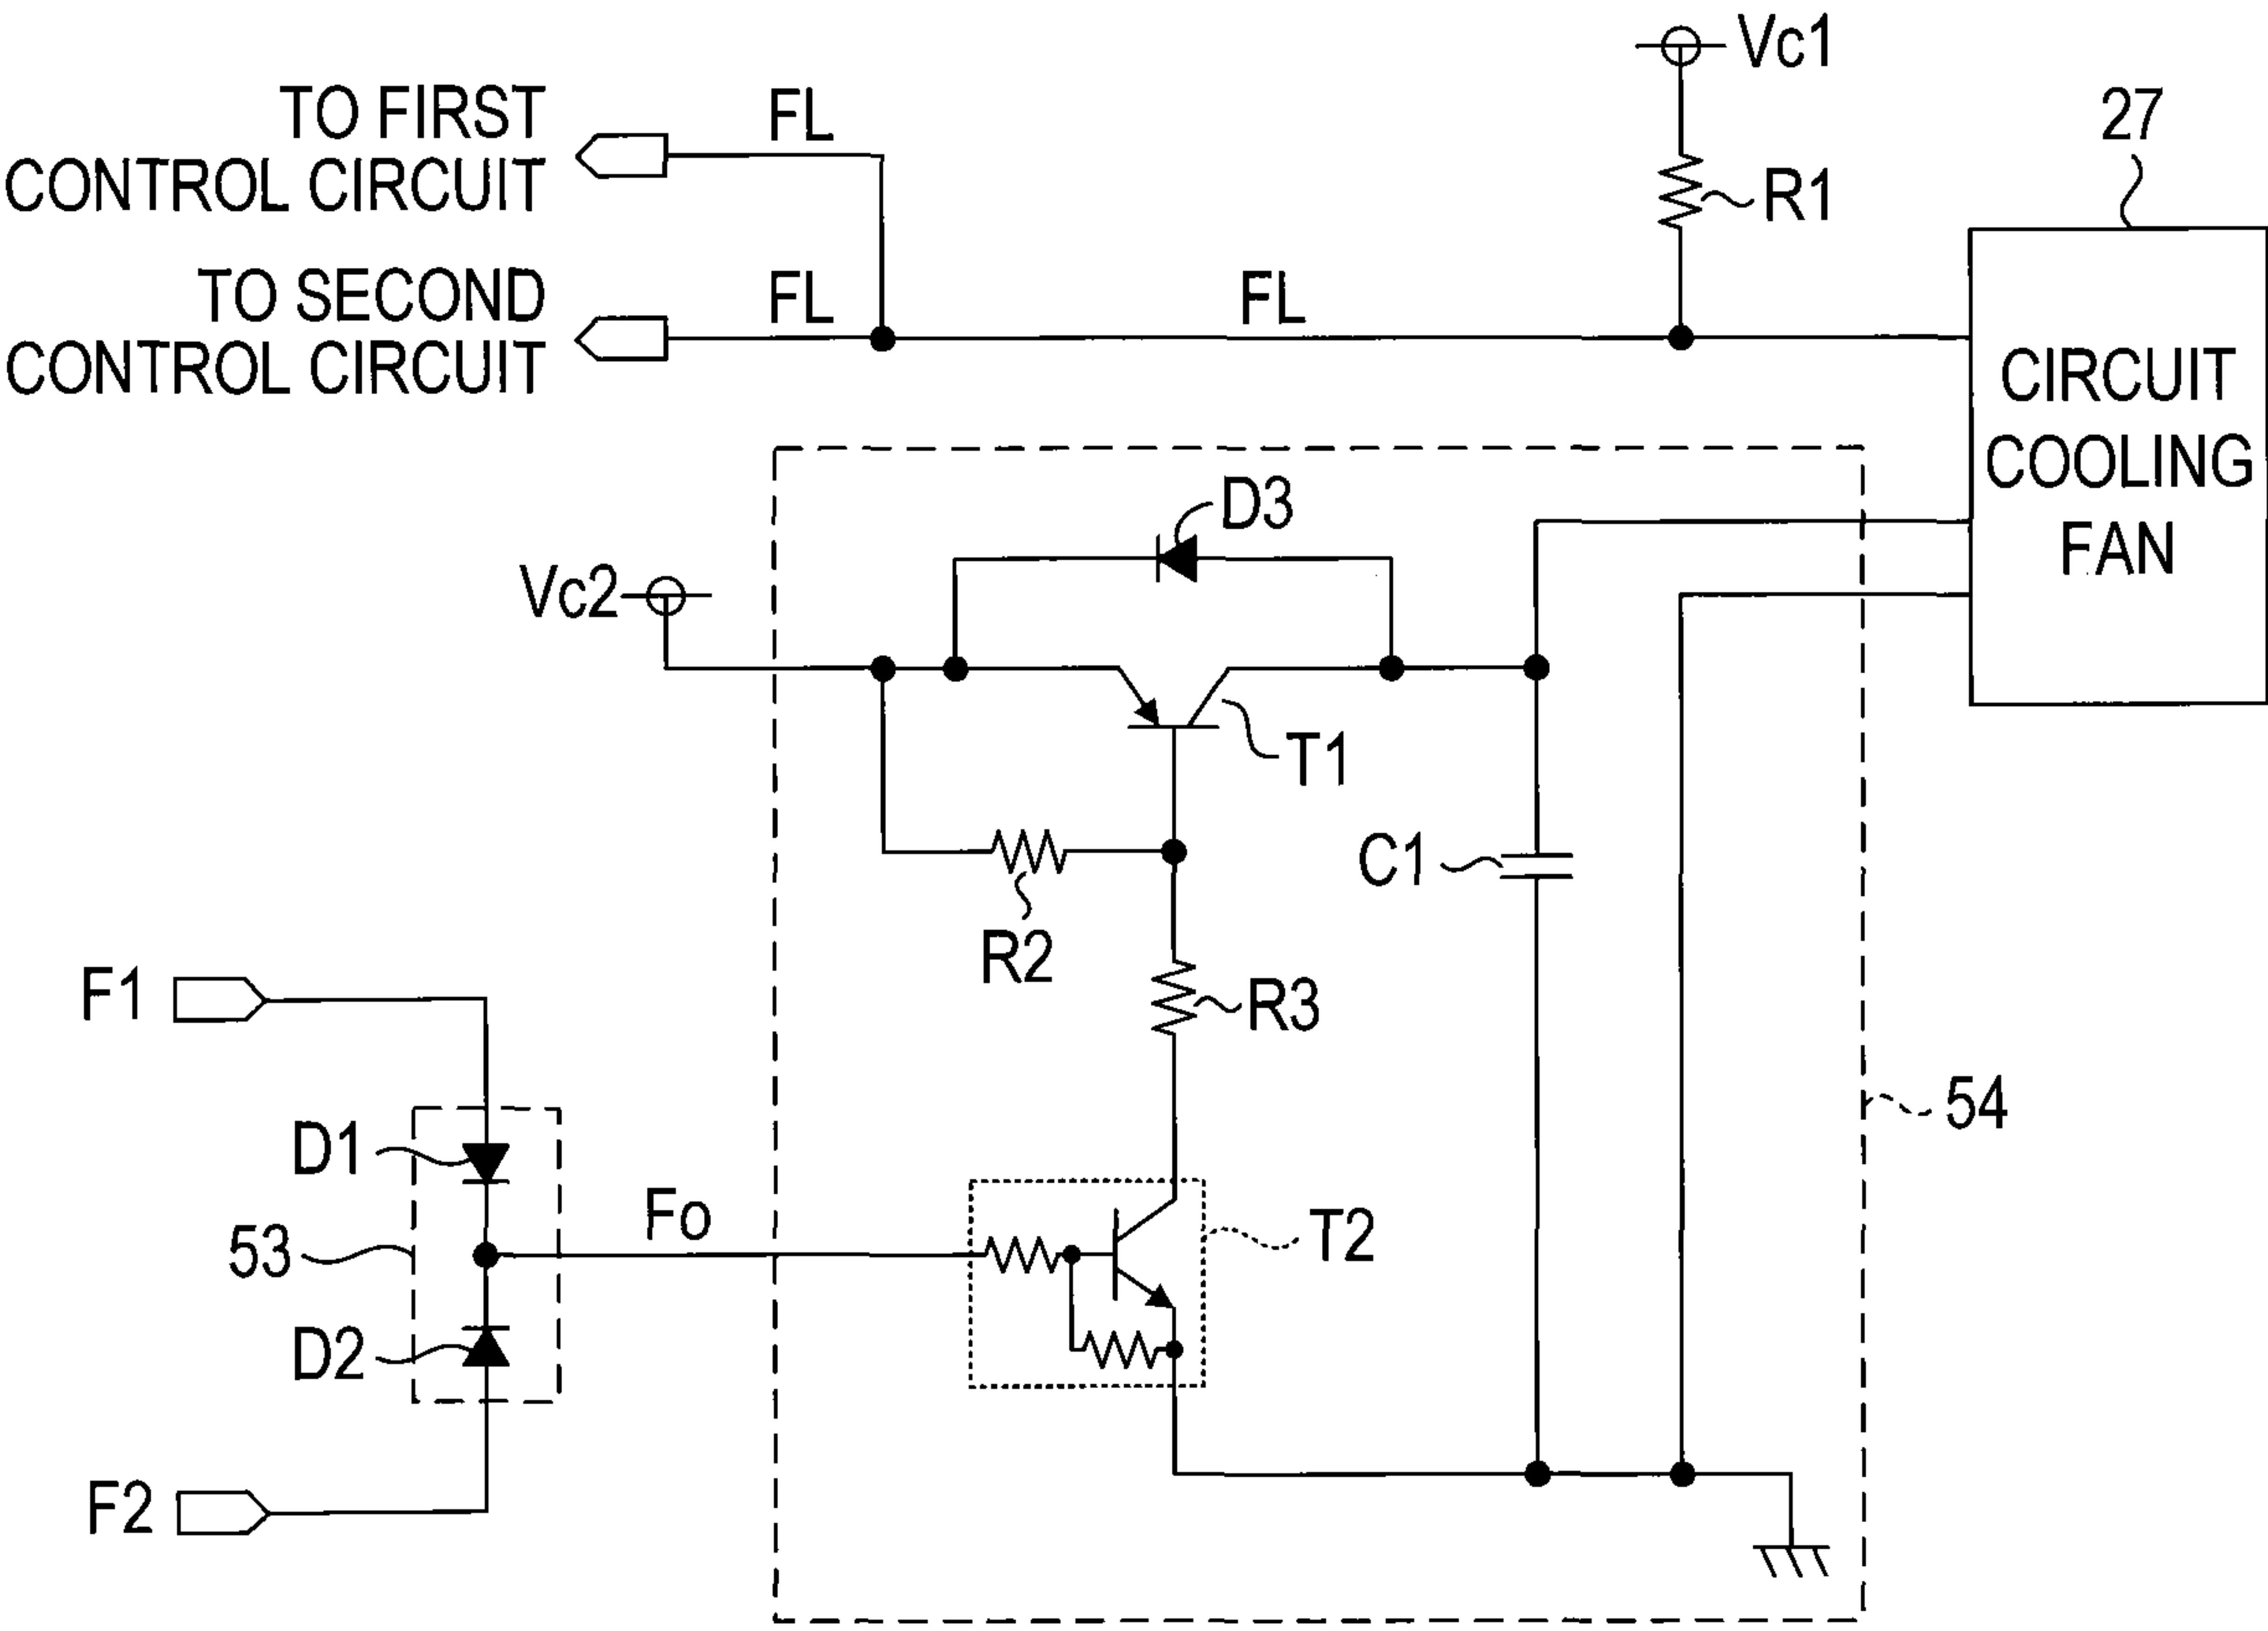 Vc1
TO FIRST
CONTROL CIRCUIT
FL
27
R1
TO SECOND
CONTROL CIRCUIT
FL
FL
CIRCUIT
COOLING
FAN
D3
Vc2
T1
C1
R2
F1
R3
54
D1
Fo
53
T2
D2
F2